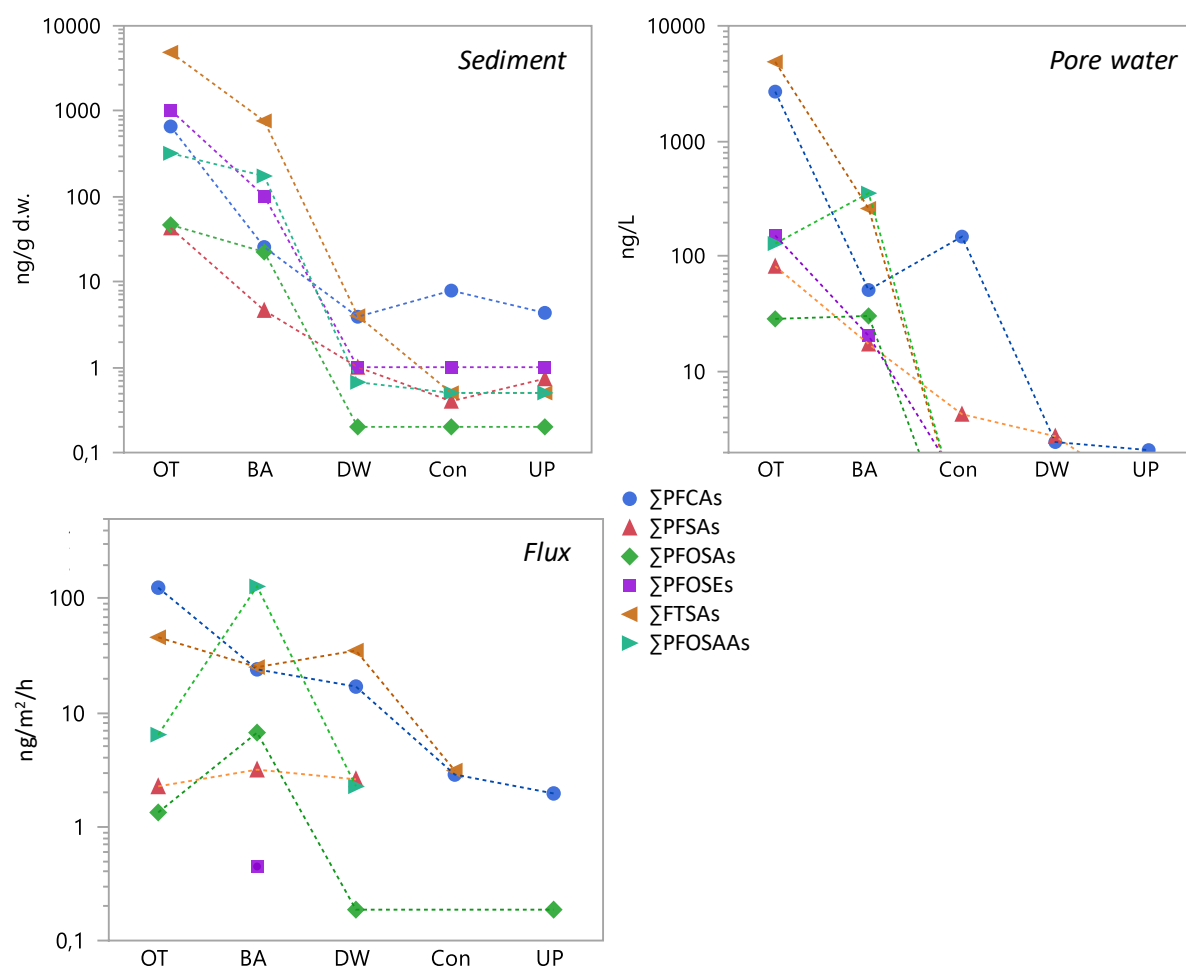 Sediment
ng/g d.w.
10000
1000
100
10
1
0,1
OT BA DW Con UP
Pore water
ng/L
10000
1000
100
10
OT BA Con DW UP
∑PFCAs
∑PFSAs
∑PFOSAs
∑PFOSEs
∑FTSAs
∑PFOSAAs
Flux
ng/m²/h
100
10
1
0,1
OT BA DW Con UP